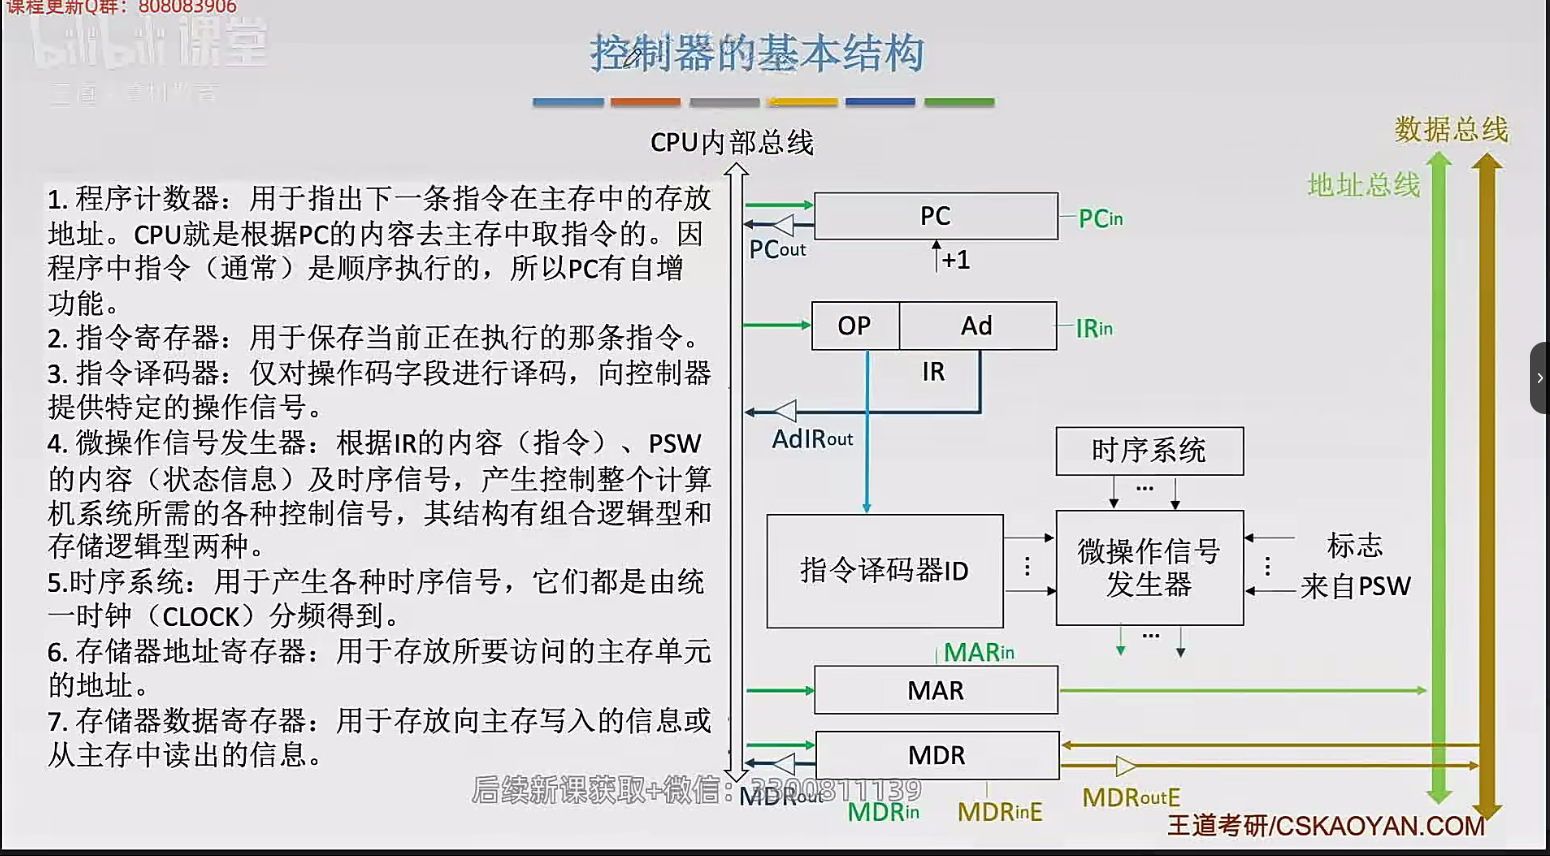 课程更新Q群：808083906
bilibili课堂
控制器的基本结构
CPU内部总线
数据总线
地址总线
1. 程序计数器：用于指出下一条指令在主存中的存放
地址。CPU就是根据PC的内容去主存中取指令的。因
程序中指令（通常）是顺序执行的，所以PC有自增
功能。
2. 指令寄存器：用于保存当前正在执行的那条指令。
3. 指令译码器：仅对操作码字段进行译码，向控制器
提供特定的操作信号。
4. 微操作信号发生器：根据IR的内容（指令）、PSW
的内容（状态信息）及时序信号，产生控制整个计算
机系统所需的各种控制信号，其结构有组合逻辑型和
存储逻辑型两种。
5.时序系统：用于产生各种时序信号，它们都是由统
一时钟（CLOCK）分频得到。
6. 存储器地址寄存器：用于存放所要访问的主存单元
的地址。
7. 存储器数据寄存器：用于存放向主存写入的信息或
从主存中读出的信息。
PC
PCin
PCout
+1
OP
Ad
IRin
IR
AdIRout
时序系统
...
指令译码器ID
⋮
微操作信号
发生器
⋮
标志
来自PSW
...
MARin
MAR
MDR
MDRout
MDRin
MDRinE
MDRoutE
后续新课获取+微信：3300811139
王道考研/CSKAOYAN.COM